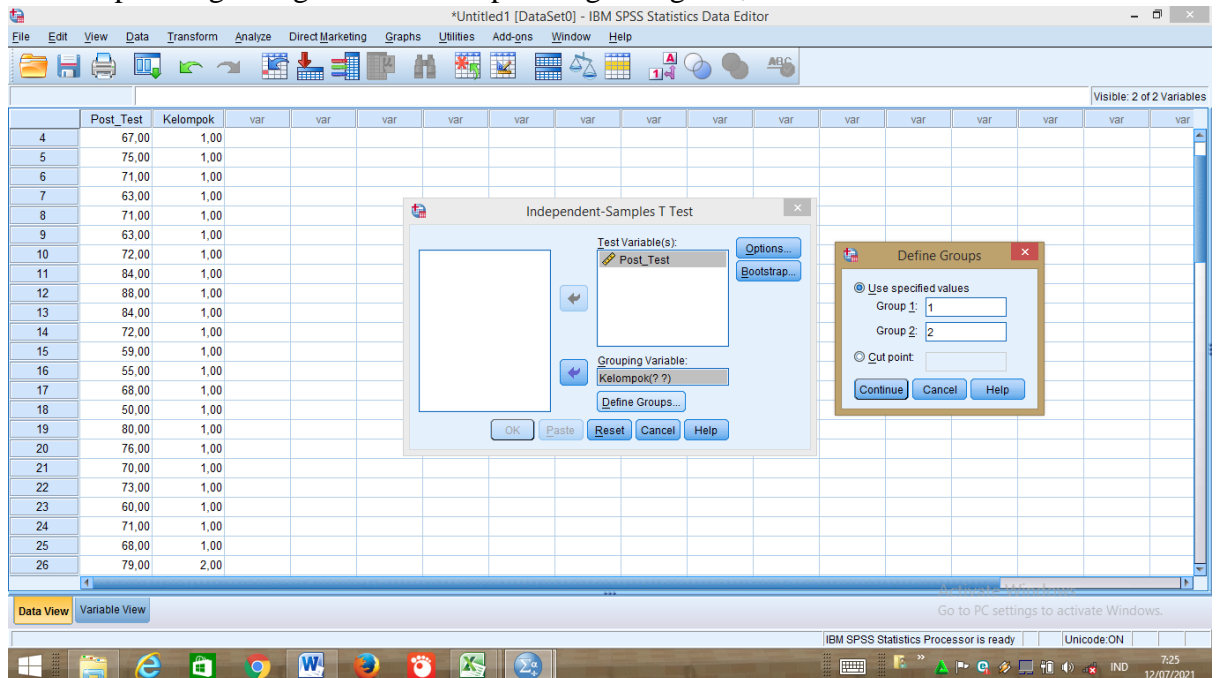 *Untitled1 [DataSet0] - IBM SPSS Statistics Data Editor
File Edit View Data Transform Analyze Direct Marketing Graphs Utilities Add-ons Window Help
Visible: 2 of 2 Variables
Post_Test Kelompok var var var var var var var var var var var var var var var
4 67,00 1,00
5 75,00 1,00
6 71,00 1,00
7 63,00 1,00
8 71,00 1,00
9 63,00 1,00
10 72,00 1,00
11 84,00 1,00
12 88,00 1,00
13 84,00 1,00
14 72,00 1,00
15 59,00 1,00
16 55,00 1,00
17 68,00 1,00
18 50,00 1,00
19 80,00 1,00
20 76,00 1,00
21 70,00 1,00
22 73,00 1,00
23 60,00 1,00
24 71,00 1,00
25 68,00 1,00
26 79,00 2,00
Independent-Samples T Test
Test Variable(s):
Post_Test
Options...
Bootstrap...
Grouping Variable:
Kelompok(? ?)
Define Groups...
OK Paste Reset Cancel Help
Define Groups
Use specified values
Group 1: 1
Group 2: 2
Cut point:
Continue Cancel Help
Data View Variable View
Go to PC settings to activate Windows.
IBM SPSS Statistics Processor is ready Unicode:ON
IND 7:25
12/07/2021